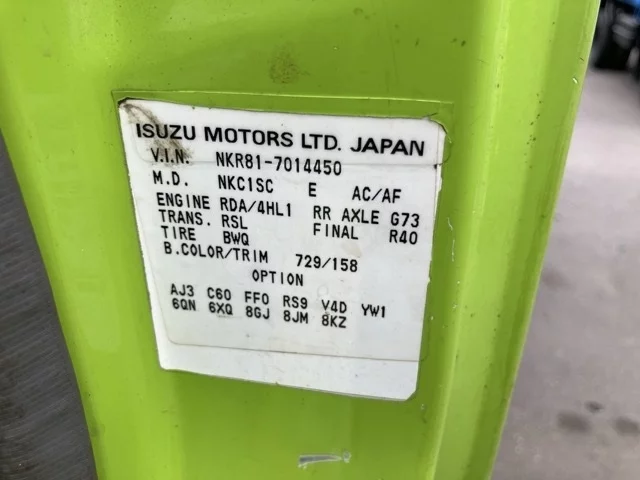 ISUZU MOTORS LTD. JAPAN
V.I.N. NKR81-7014450
M.D. NKC1SC E AC/AF
ENGINE RDA/4HL1 RR AXLE G73
TRANS. RSL FINAL R40
TIRE BWQ
B.COLOR/TRIM 729/158
OPTION
AJ3 C60 FFO RS9 V4D YW1
6QN 6XQ 8GJ 8JM 8KZ